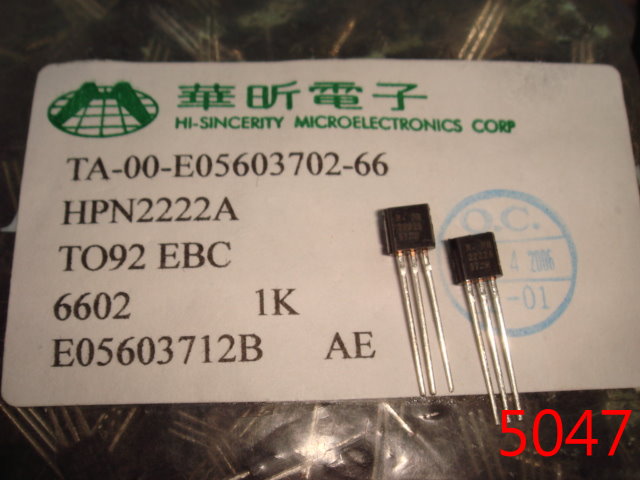 華昕電子
HI-SINCERITY MICROELECTRONICS CORP
TA-00-E05603702-66
HPN2222A
TO92 EBC
6602 1K
E05603712B AE
Q.C.
4 2006
-01
5047